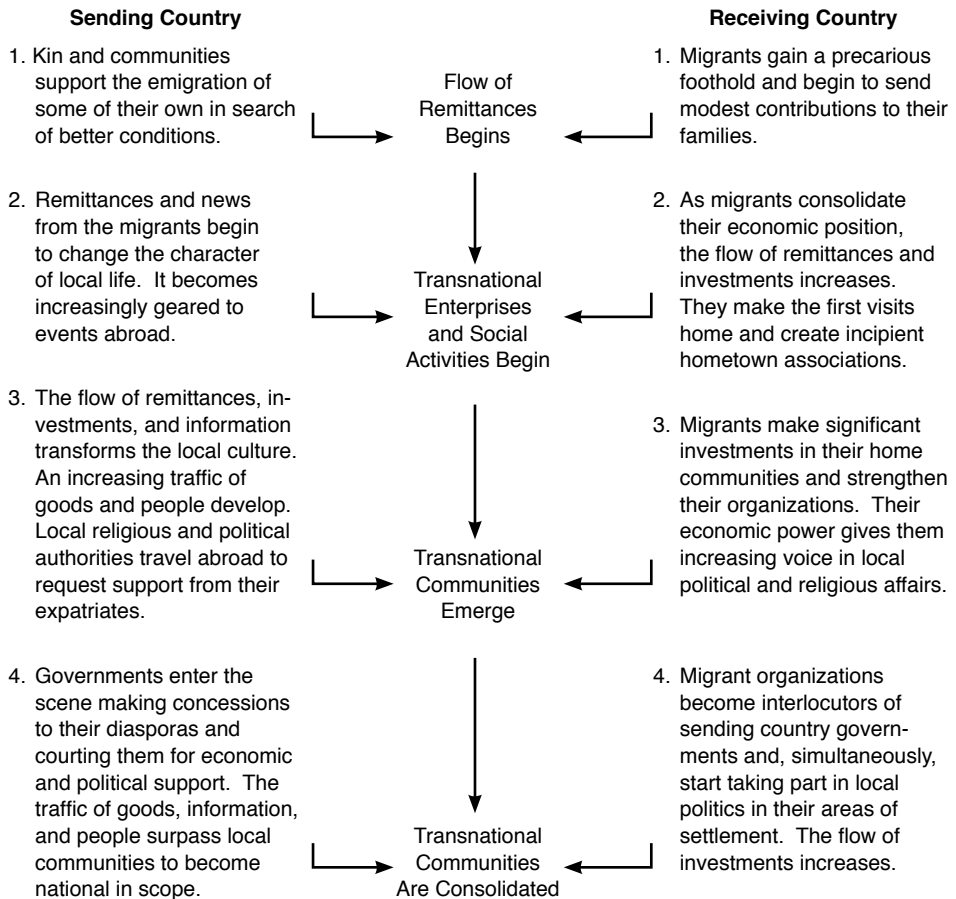 Sending Country
1. Kin and communities
support the emigration of
some of their own in search
of better conditions.
2. Remittances and news
from the migrants begin
to change the character
of local life. It becomes
increasingly geared to
events abroad.
3. The flow of remittances, in-
vestments, and information
transforms the local culture.
An increasing traffic of
goods and people develop.
Local religious and political
authorities travel abroad to
request support from their
expatriates.
4. Governments enter the
scene making concessions
to their diasporas and
courting them for economic
and political support. The
traffic of goods, information,
and people surpass local
communities to become
national in scope.
Flow of
Remittances
Begins
Transnational
Enterprises
and Social
Activities Begin
Transnational
Communities
Emerge
Transnational
Communities
Are Consolidated
Receiving Country
1. Migrants gain a precarious
foothold and begin to send
modest contributions to their
families.
2. As migrants consolidate
their economic position,
the flow of remittances and
investments increases.
They make the first visits
home and create incipient
hometown associations.
3. Migrants make significant
investments in their home
communities and strengthen
their organizations. Their
economic power gives them
increasing voice in local
political and religious affairs.
4. Migrant organizations
become interlocutors of
sending country govern-
ments and, simultaneously,
start taking part in local
politics in their areas of
settlement. The flow of
investments increases.